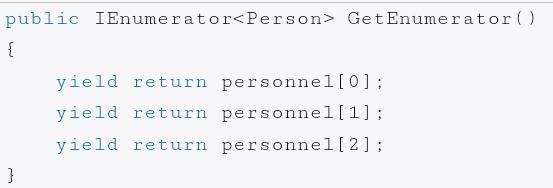 public IEnumerator<Person> GetEnumerator()
{
    yield return personnel[0];
    yield return personnel[1];
    yield return personnel[2];
}